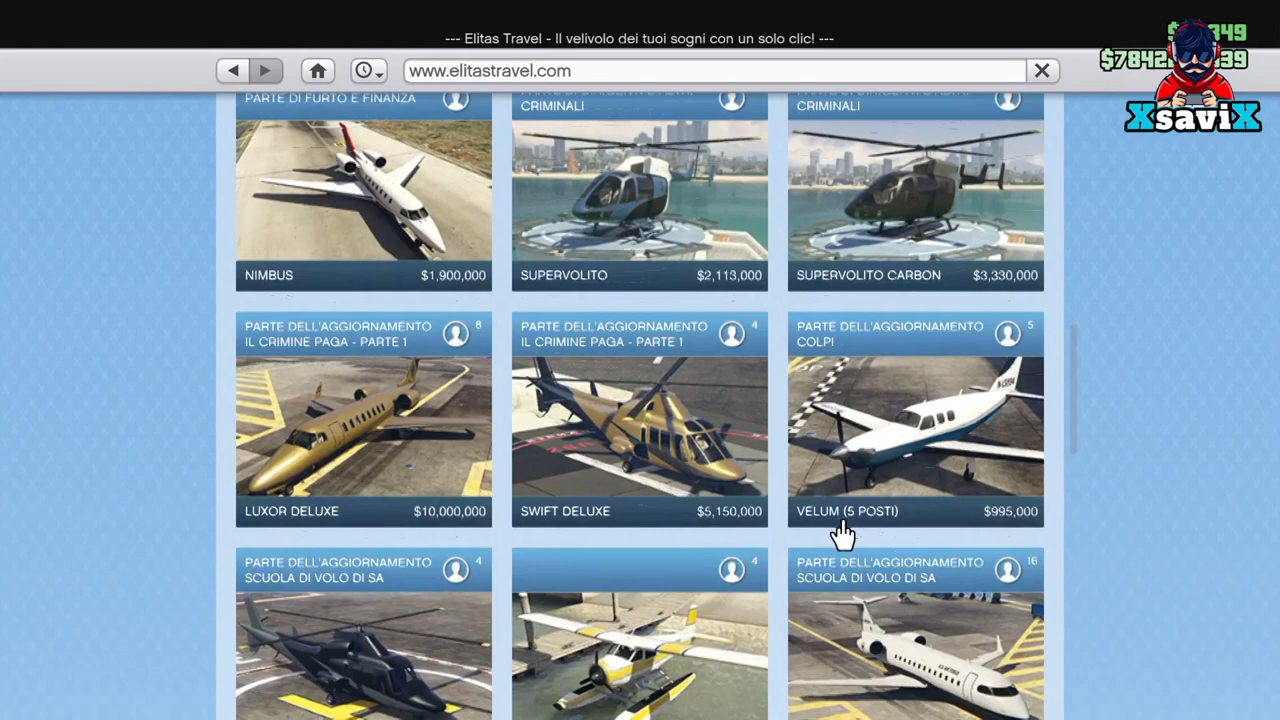 --- Elitas Travel - Il velivolo dei tuoi sogni con un solo clic! ---
www.elitastravel.com
XsaviX
PARTE DI FURTO E FINANZA
CRIMINALI
CRIMINALI
NIMBUS $1,900,000
SUPERVOLITO $2,113,000
SUPERVOLITO CARBON $3,330,000
PARTE DELL'AGGIORNAMENTO 8
IL CRIMINE PAGA - PARTE 1
PARTE DELL'AGGIORNAMENTO 4
IL CRIMINE PAGA - PARTE 1
PARTE DELL'AGGIORNAMENTO 5
COLPI
LUXOR DELUXE $10,000,000
SWIFT DELUXE $5,150,000
VELUM (5 POSTI) $995,000
PARTE DELL'AGGIORNAMENTO 4
SCUOLA DI VOLO DI SA
4
PARTE DELL'AGGIORNAMENTO 16
SCUOLA DI VOLO DI SA